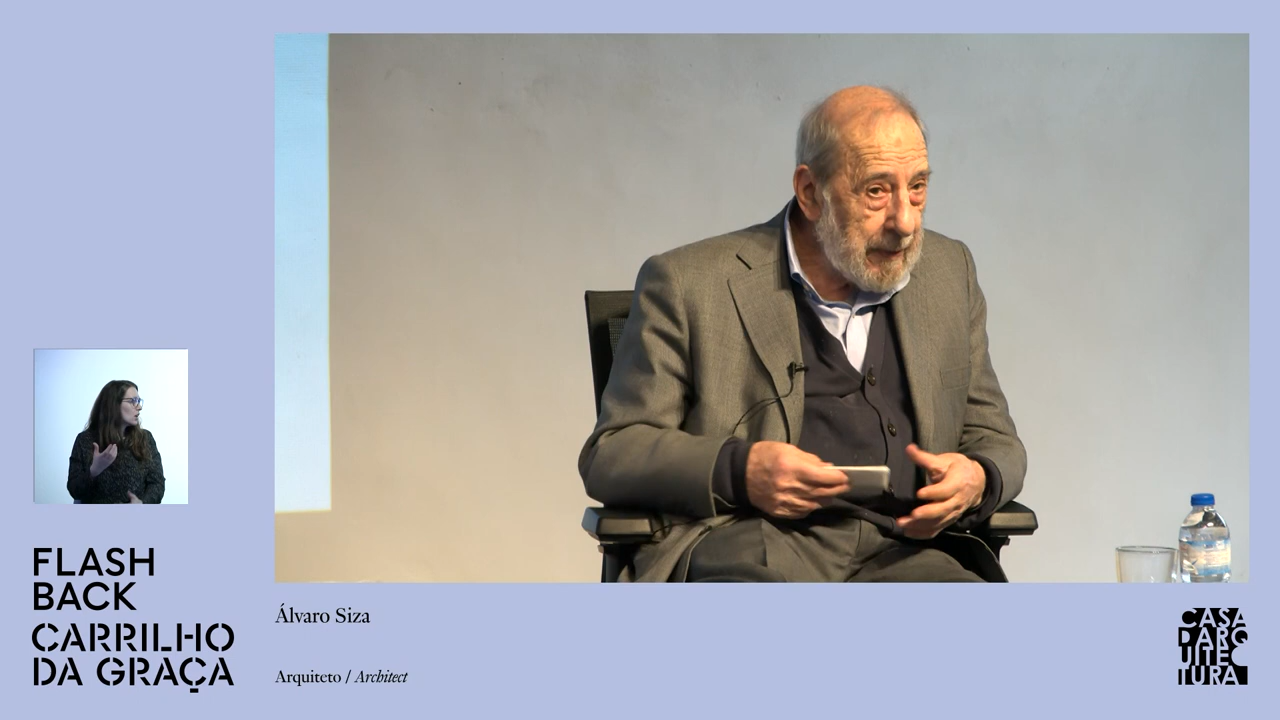 FLASH
BACK
CARRILHO
DA GRAÇA
Álvaro Siza
Arquiteto / Architect
CASA
DARQ
UITEC
TURA